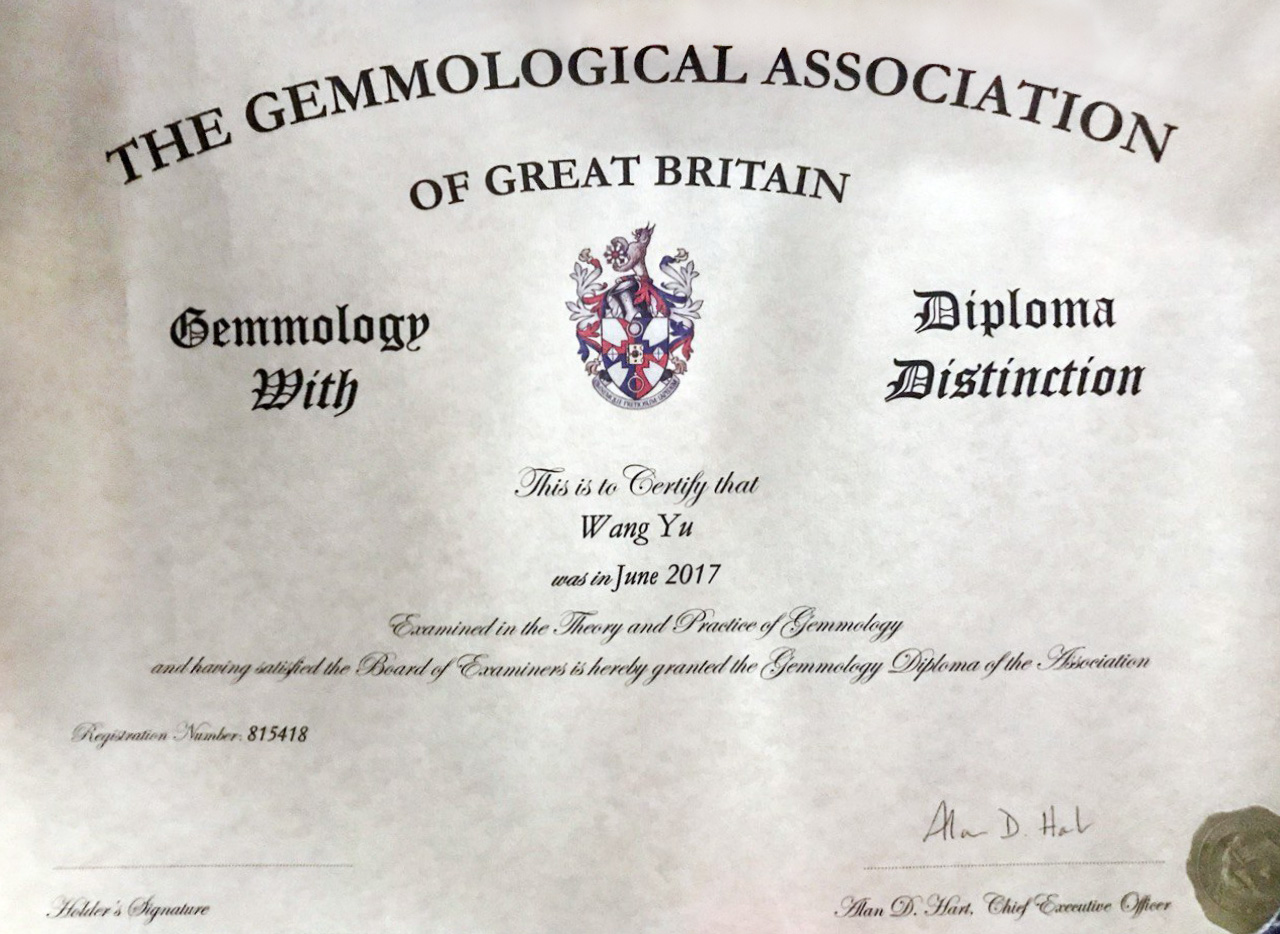 THE GEMMOLOGICAL ASSOCIATION
OF GREAT BRITAIN
Gemmology Diploma
With Distinction
This is to Certify that
Wang Yu
was in June 2017
Examined in the Theory and Practice of Gemmology
and having satisfied the Board of Examiners is hereby granted the Gemmology Diploma of the Association
Registration Number: 815418
Alan D. Hart
Holder's Signature
Alan D. Hart, Chief Executive Officer